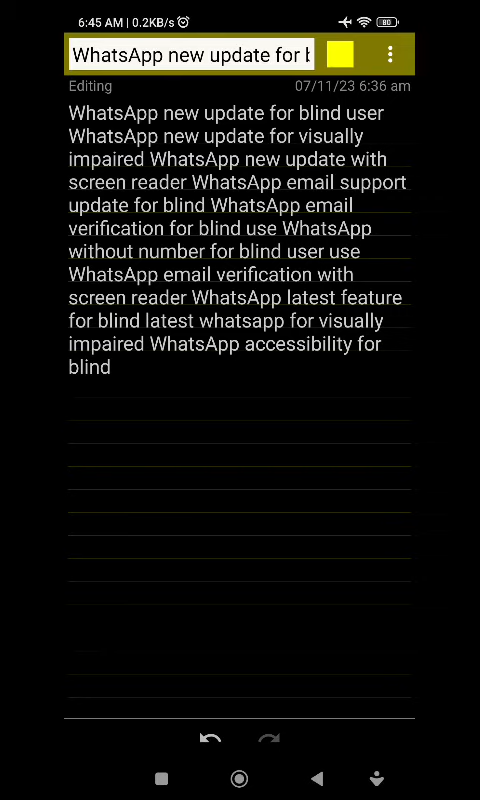 6:45 AM | 0.2KB/s
80
WhatsApp new update for b
Editing
07/11/23 6:36 am
WhatsApp new update for blind user
WhatsApp new update for visually
impaired WhatsApp new update with
screen reader WhatsApp email support
update for blind WhatsApp email
verification for blind use WhatsApp
without number for blind user use
WhatsApp email verification with
screen reader WhatsApp latest feature
for blind latest whatsapp for visually
impaired WhatsApp accessibility for
blind